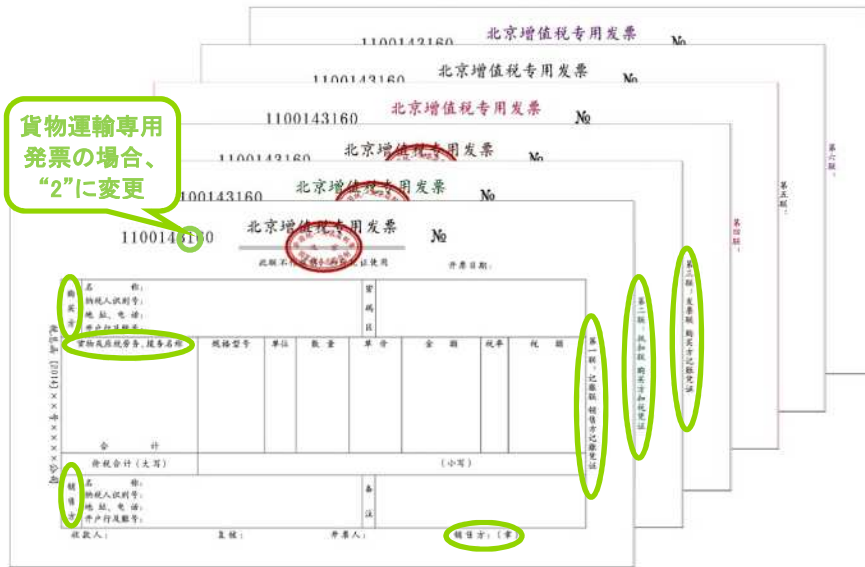 北京增值税专用发票
1100143160 №
北京增值税专用发票
1100143160 №
北京增值税专用发票
1100143160 №
北京增值税专用发票
1100143160 №
北京增值税专用发票
1100143160 №
北京增值税专用发票
1100143160 №
貨物運輸専用
発票の場合、
“2”に変更
开票日期:
购买方
名 称:
纳税人识别号:
地 址、电 话:
开户行及账号:
密码区
货物及应税劳务、服务名称 规格型号 单位 数 量 单 价 金 额 税率 税 额
合 计
价税合计(大写) (小写)
销售方
名 称:
纳税人识别号:
地 址、电 话:
开户行及账号:
备注
收款人: 复核: 开票人: 销售方:(章)
第一联:记账联 销售方记账凭证
第二联:抵扣联 购买方扣税凭证
第三联:发票联 购买方记账凭证
第四联:
第五联:
第六联: